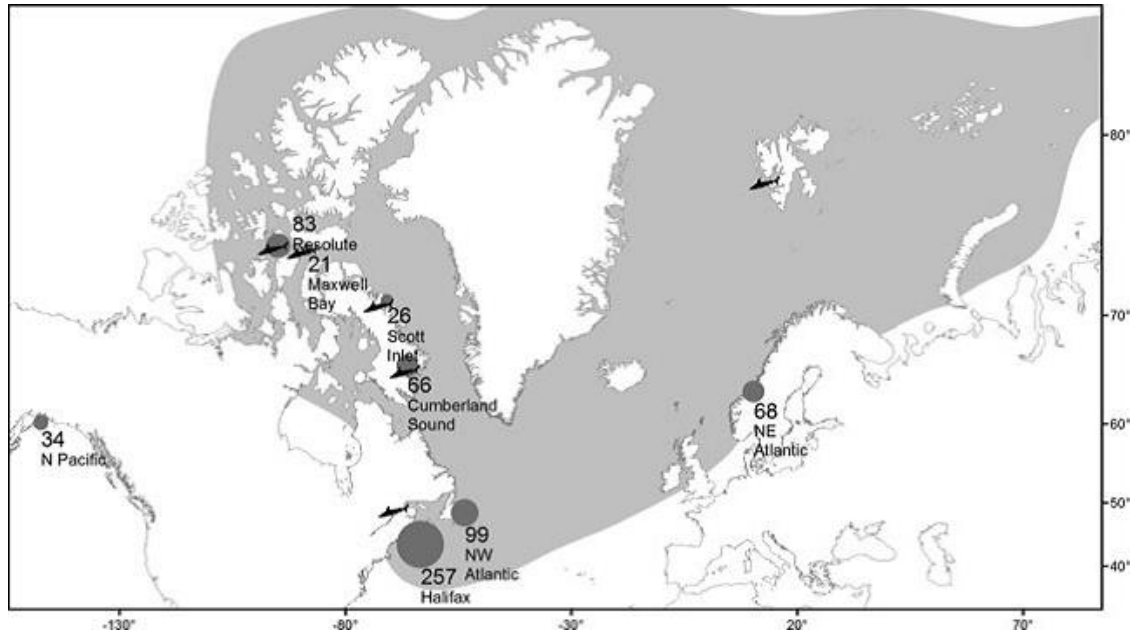 80°
83
Resolute
21
Maxwell
Bay
26
Scott
Inlet
70°
66
Cumberland
Sound
68
NE
Atlantic
60°
34
N Pacific
50°
99
NW
Atlantic
257
Halifax
40°
-130°
-80°
-30°
20°
70°